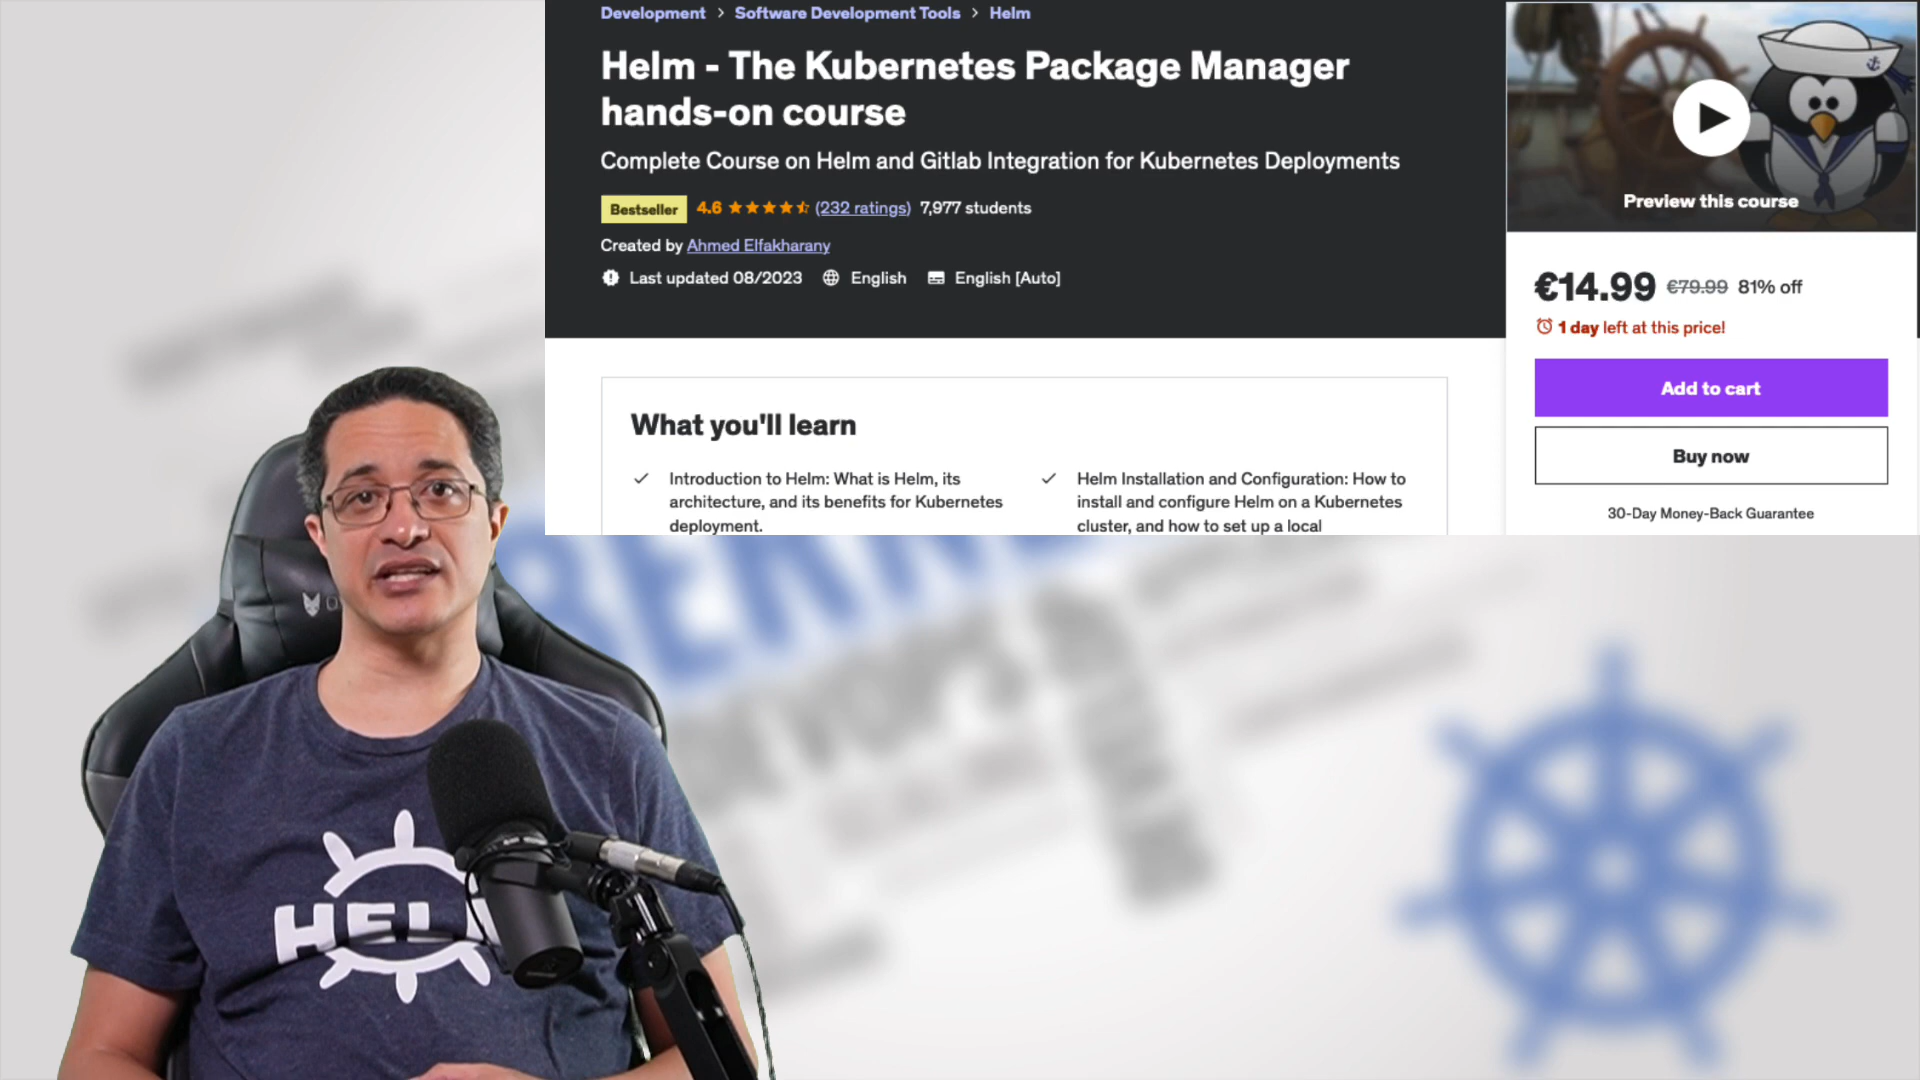 Development > Software Development Tools > Helm
Helm - The Kubernetes Package Manager
hands-on course
Complete Course on Helm and Gitlab Integration for Kubernetes Deployments
Bestseller 4.6 (232 ratings) 7,977 students
Created by Ahmed Elfakharany
Last updated 08/2023 English English [Auto]
Preview this course
€14.99 €79.99 81% off
1 day left at this price!
Add to cart
Buy now
30-Day Money-Back Guarantee
What you'll learn
Introduction to Helm: What is Helm, its
architecture, and its benefits for Kubernetes
deployment.
Helm Installation and Configuration: How to
install and configure Helm on a Kubernetes
cluster, and how to set up a local
HELM